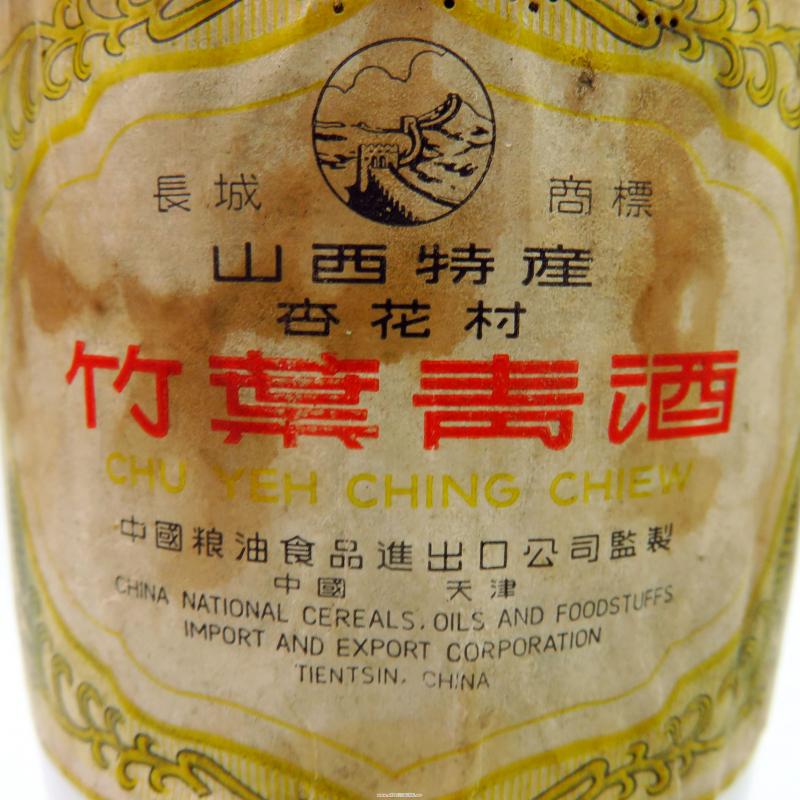 長城 商標
山西特産
杏花村
竹葉青酒
CHU YEH CHING CHIEW
中國粮油食品進出口公司監製
中國 天津
CHINA NATIONAL CEREALS, OILS AND FOODSTUFFS
IMPORT AND EXPORT CORPORATION
TIENTSIN, CHINA